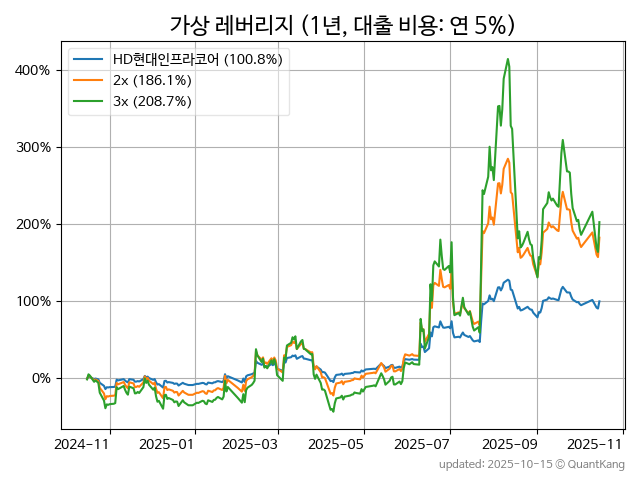 가상 레버리지 (1년, 대출 비용: 연 5%)
HD현대인프라코어 (100.8%)
2x (186.1%)
3x (208.7%)
400%
300%
200%
100%
0%
2024-11 2025-01 2025-03 2025-05 2025-07 2025-09 2025-11
updated: 2025-10-15 © QuantKang